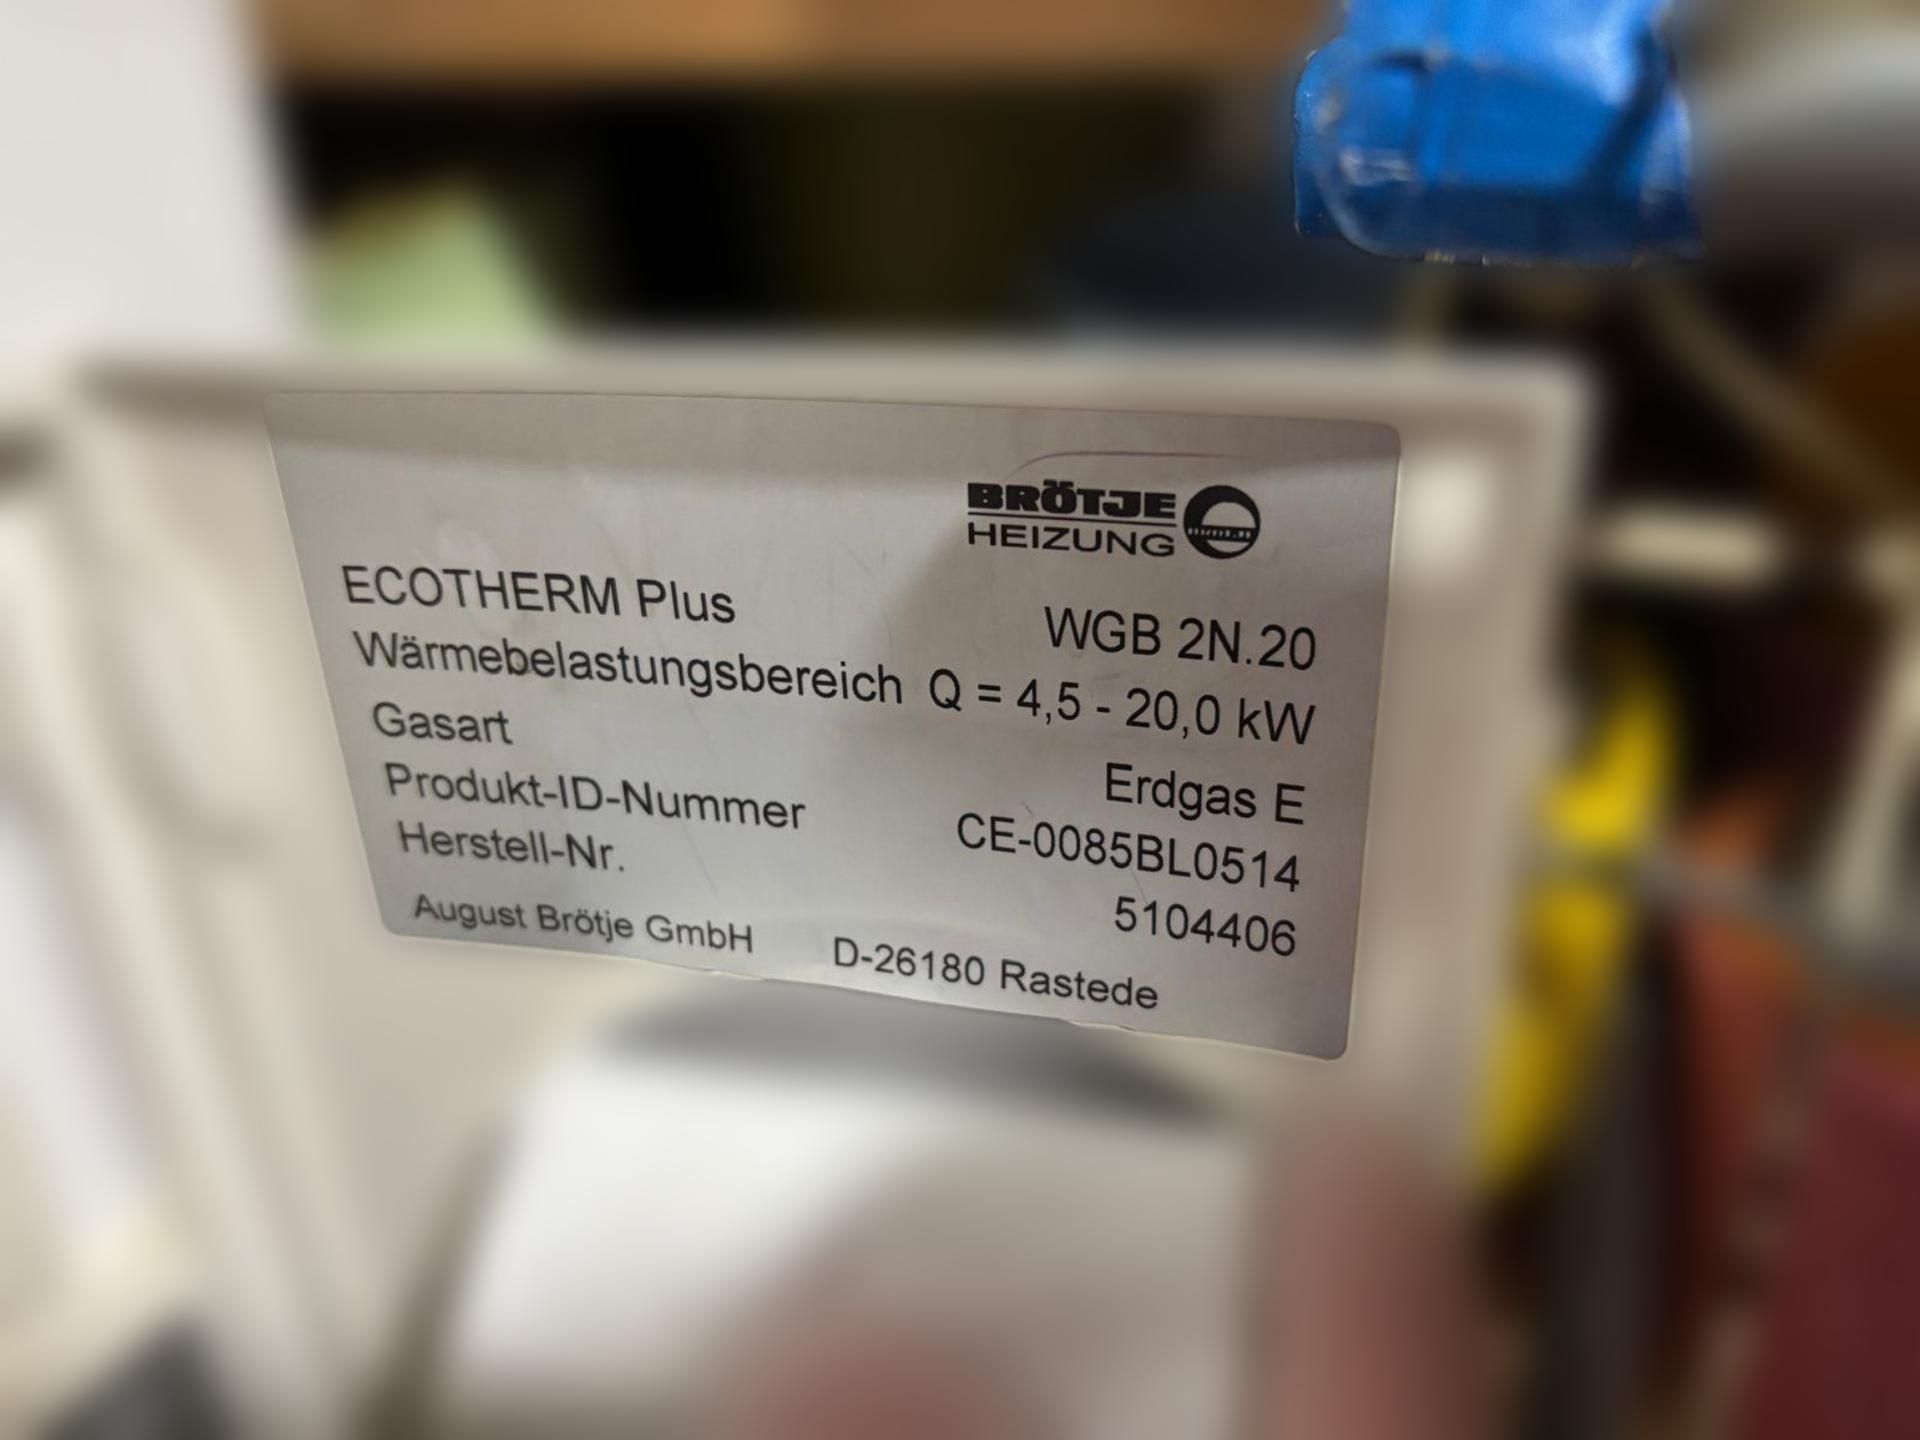 BRÖTJE
HEIZUNG
ECOTHERM Plus WGB 2N.20
Wärmebelastungsbereich Q = 4,5 - 20,0 kW
Gasart Erdgas E
Produkt-ID-Nummer CE-0085BL0514
Herstell-Nr. 5104406
August Brötje GmbH D-26180 Rastede